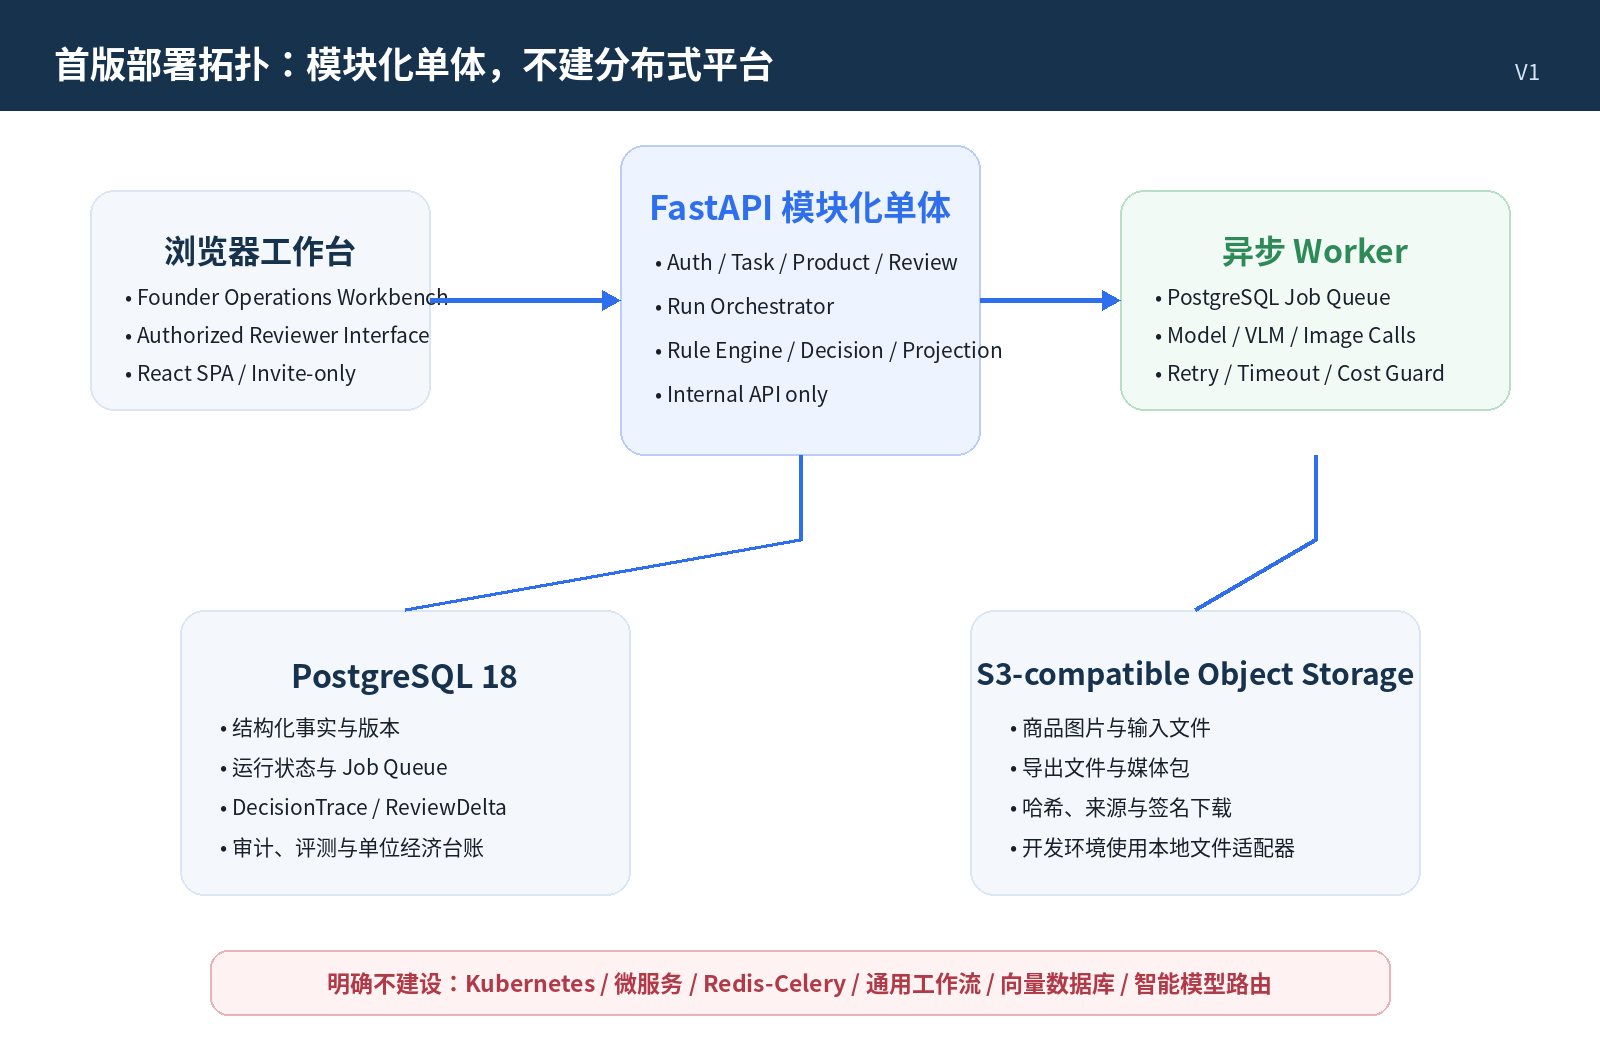 首版部署拓扑：模块化单体，不建分布式平台
V1
浏览器工作台
• Founder Operations Workbench
• Authorized Reviewer Interface
• React SPA / Invite-only
FastAPI 模块化单体
• Auth / Task / Product / Review
• Run Orchestrator
• Rule Engine / Decision / Projection
• Internal API only
异步 Worker
• PostgreSQL Job Queue
• Model / VLM / Image Calls
• Retry / Timeout / Cost Guard
PostgreSQL 18
• 结构化事实与版本
• 运行状态与 Job Queue
• DecisionTrace / ReviewDelta
• 审计、评测与单位经济台账
S3-compatible Object Storage
• 商品图片与输入文件
• 导出文件与媒体包
• 哈希、来源与签名下载
• 开发环境使用本地文件适配器
明确不建设：Kubernetes / 微服务 / Redis-Celery / 通用工作流 / 向量数据库 / 智能模型路由